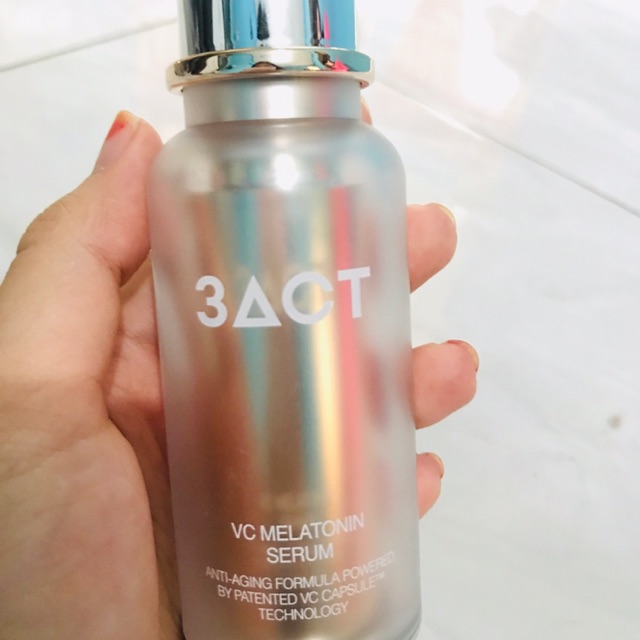 3ΔCT
VC MELATONIN
SERUM
ANTI-AGING FORMULA POWERED
BY PATENTED VC CAPSULE™
TECHNOLOGY